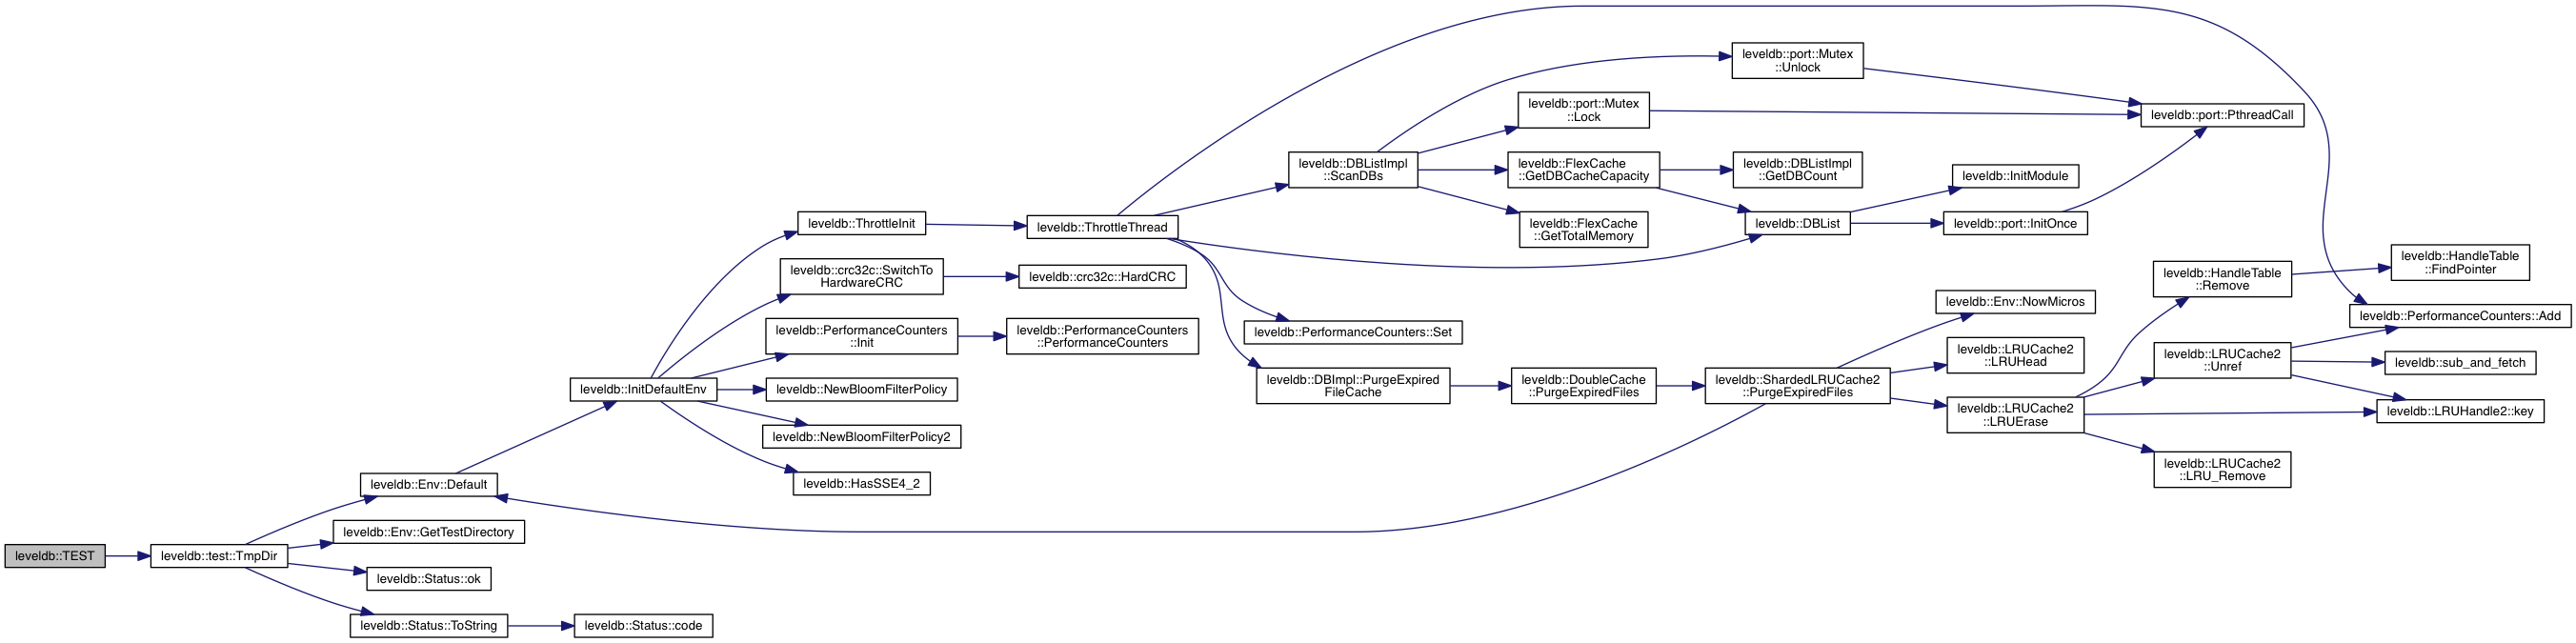 leveldb::TEST
leveldb::test::TmpDir
leveldb::Env::Default
leveldb::Env::GetTestDirectory
leveldb::Status::ok
leveldb::Status::ToString
leveldb::Status::code
leveldb::InitDefaultEnv
leveldb::ThrottleInit
leveldb::crc32c::SwitchTo
HardwareCRC
leveldb::PerformanceCounters
::Init
leveldb::NewBloomFilterPolicy
leveldb::NewBloomFilterPolicy2
leveldb::HasSSE4_2
leveldb::ThrottleThread
leveldb::crc32c::HardCRC
leveldb::PerformanceCounters
::PerformanceCounters
leveldb::DBListImpl
::ScanDBs
leveldb::PerformanceCounters::Set
leveldb::DBImpl::PurgeExpired
FileCache
leveldb::port::Mutex
::Unlock
leveldb::port::Mutex
::Lock
leveldb::FlexCache
::GetDBCacheCapacity
leveldb::FlexCache
::GetTotalMemory
leveldb::DoubleCache
::PurgeExpiredFiles
leveldb::DBListImpl
::GetDBCount
leveldb::DBList
leveldb::ShardedLRUCache2
::PurgeExpiredFiles
leveldb::InitModule
leveldb::port::InitOnce
leveldb::Env::NowMicros
leveldb::LRUCache2
::LRUHead
leveldb::LRUCache2
::LRUErase
leveldb::port::PthreadCall
leveldb::HandleTable
::Remove
leveldb::LRUCache2
::Unref
leveldb::LRUCache2
::LRU_Remove
leveldb::HandleTable
::FindPointer
leveldb::PerformanceCounters::Add
leveldb::sub_and_fetch
leveldb::LRUHandle2::key